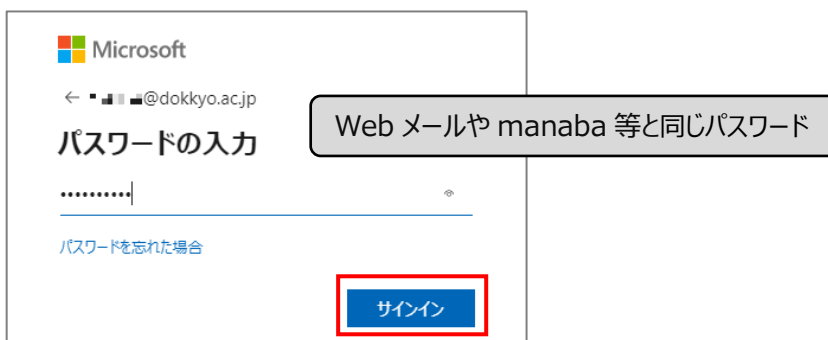 Microsoft
← @dokkyo.ac.jp
パスワードの入力
Web メールや manaba 等と同じパスワード
••••••••••
パスワードを忘れた場合
サインイン